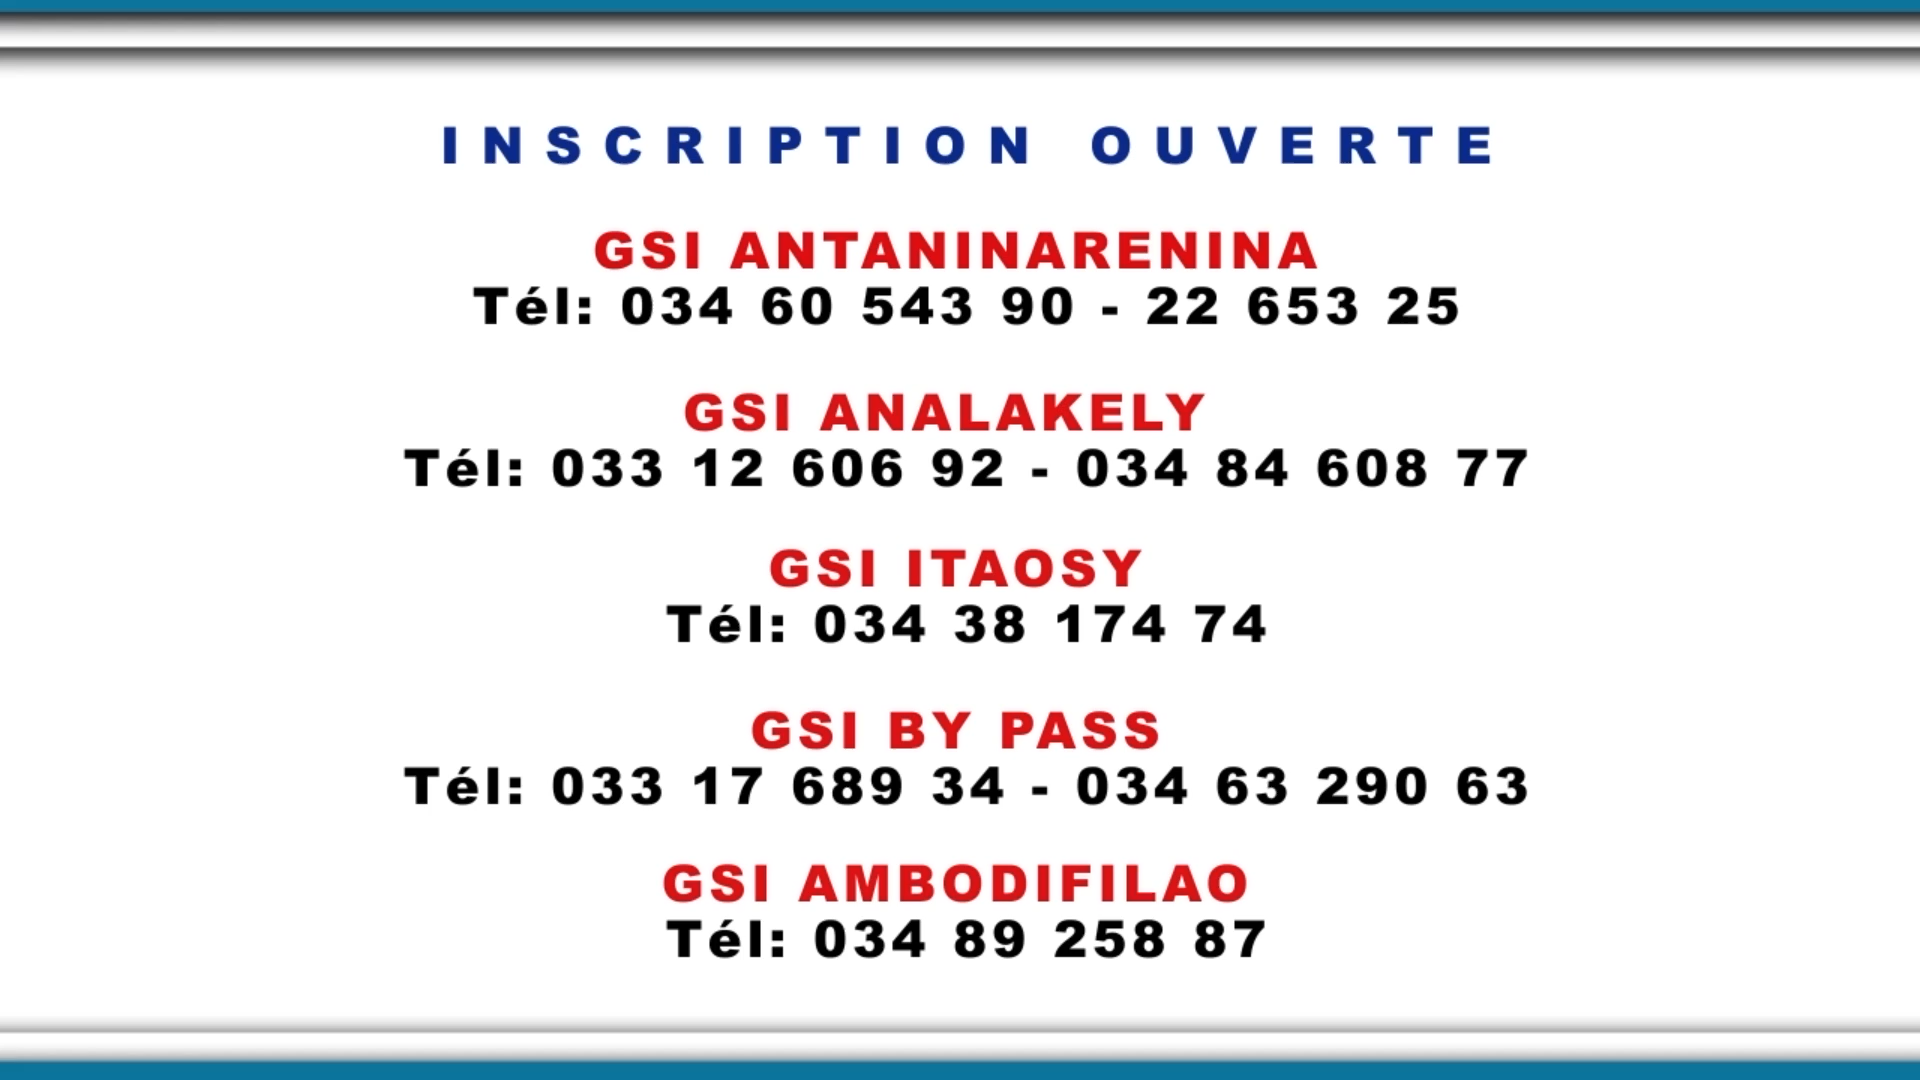 INSCRIPTION OUVERTE
GSI ANTANINARENINA
Tél: 034 60 543 90 - 22 653 25
GSI ANALAKELY
Tél: 033 12 606 92 - 034 84 608 77
GSI ITAOSY
Tél: 034 38 174 74
GSI BY PASS
Tél: 033 17 689 34 - 034 63 290 63
GSI AMBODIFILAO
Tél: 034 89 258 87